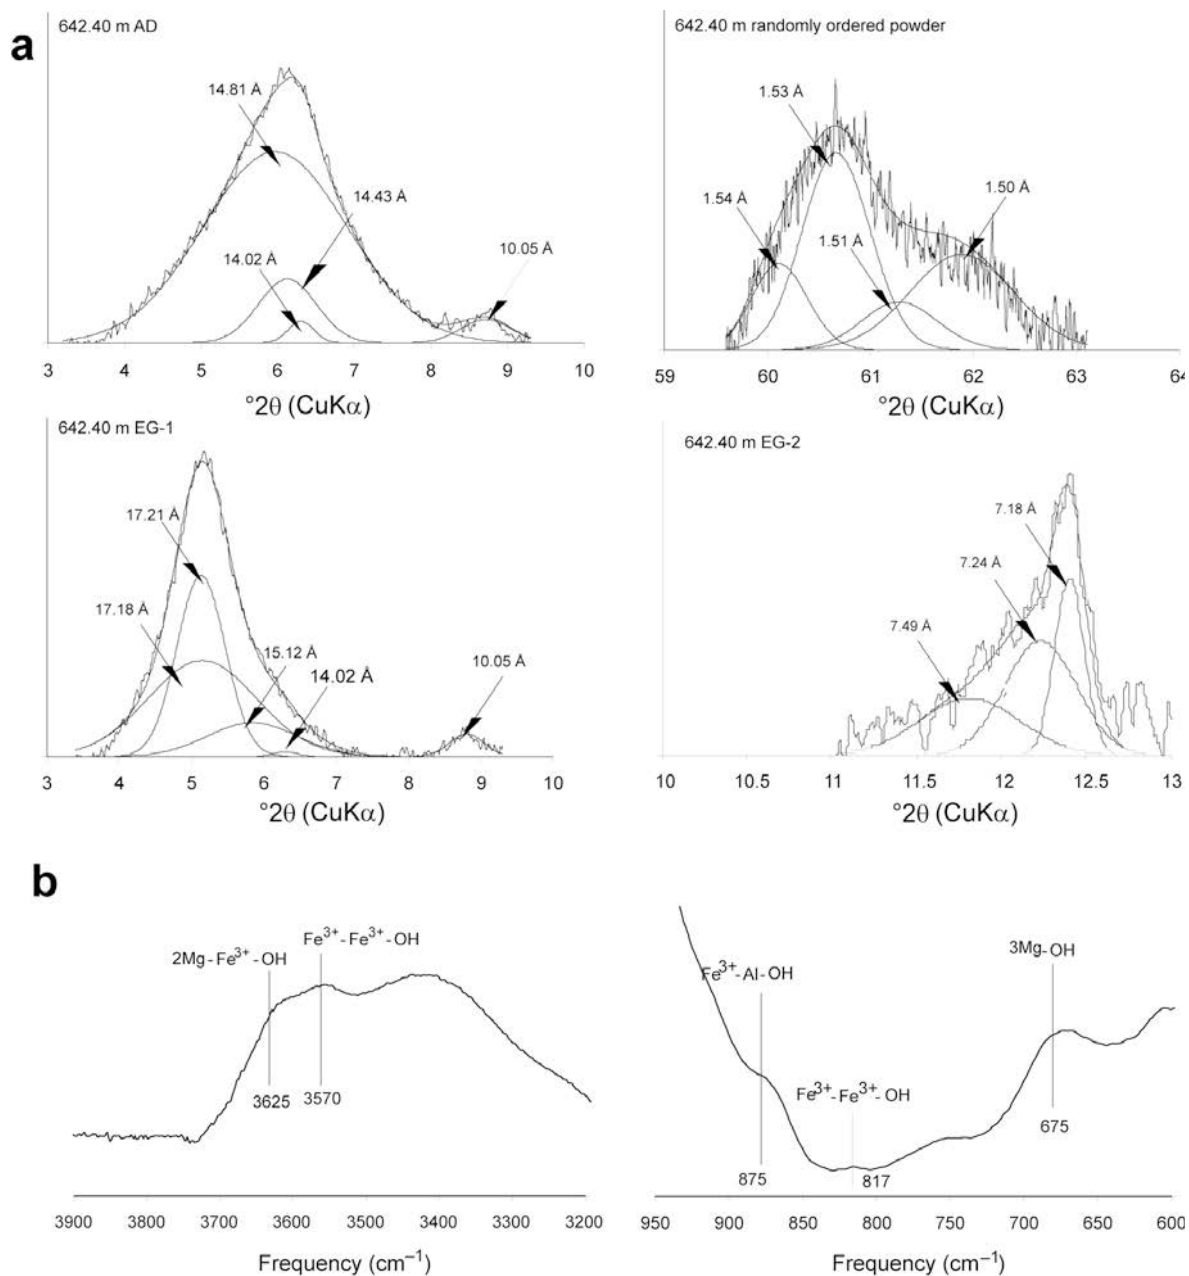 a
642.40 m AD
14.81 Å
14.43 Å
14.02 Å
10.05 Å
3 4 5 6 7 8 9 10
°2θ (CuKα)
642.40 m randomly ordered powder
1.53 Å
1.54 Å
1.50 Å
1.51 Å
59 60 61 62 63 64
°2θ (CuKα)
642.40 m EG-1
17.21 Å
17.18 Å
15.12 Å
14.02 Å
10.05 Å
3 4 5 6 7 8 9 10
°2θ (CuKα)
642.40 m EG-2
7.18 Å
7.24 Å
7.49 Å
10 10.5 11 11.5 12 12.5 13
°2θ (CuKα)
b
2Mg-Fe³⁺-OH
Fe³⁺-Fe³⁺-OH
3625 3570
3900 3800 3700 3600 3500 3400 3300 3200
Frequency (cm⁻¹)
Fe³⁺-Al-OH
Fe³⁺-Fe³⁺-OH
3Mg-OH
875
817
675
950 900 850 800 750 700 650 600
Frequency (cm⁻¹)